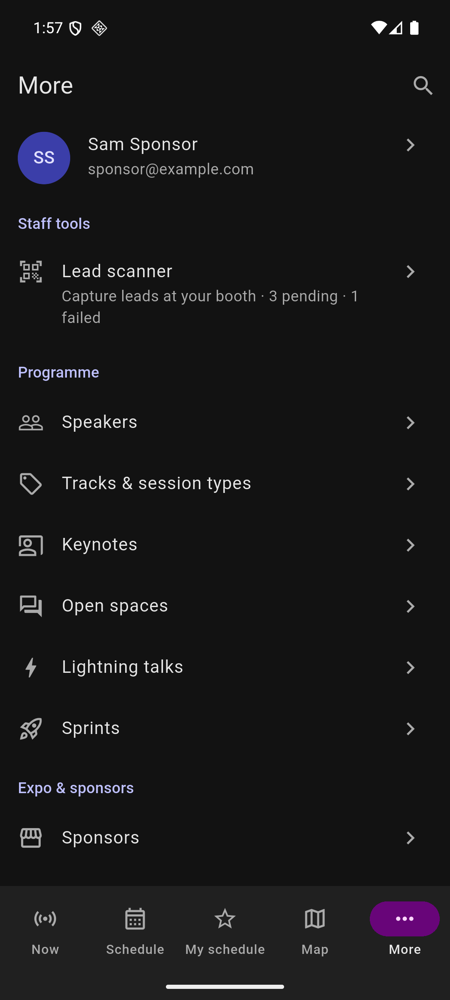 1:57
More
SS
Sam Sponsor
sponsor@example.com
Staff tools
Lead scanner
Capture leads at your booth · 3 pending · 1
failed
Programme
Speakers
Tracks & session types
Keynotes
Open spaces
Lightning talks
Sprints
Expo & sponsors
Sponsors
Now
Schedule
My schedule
Map
More